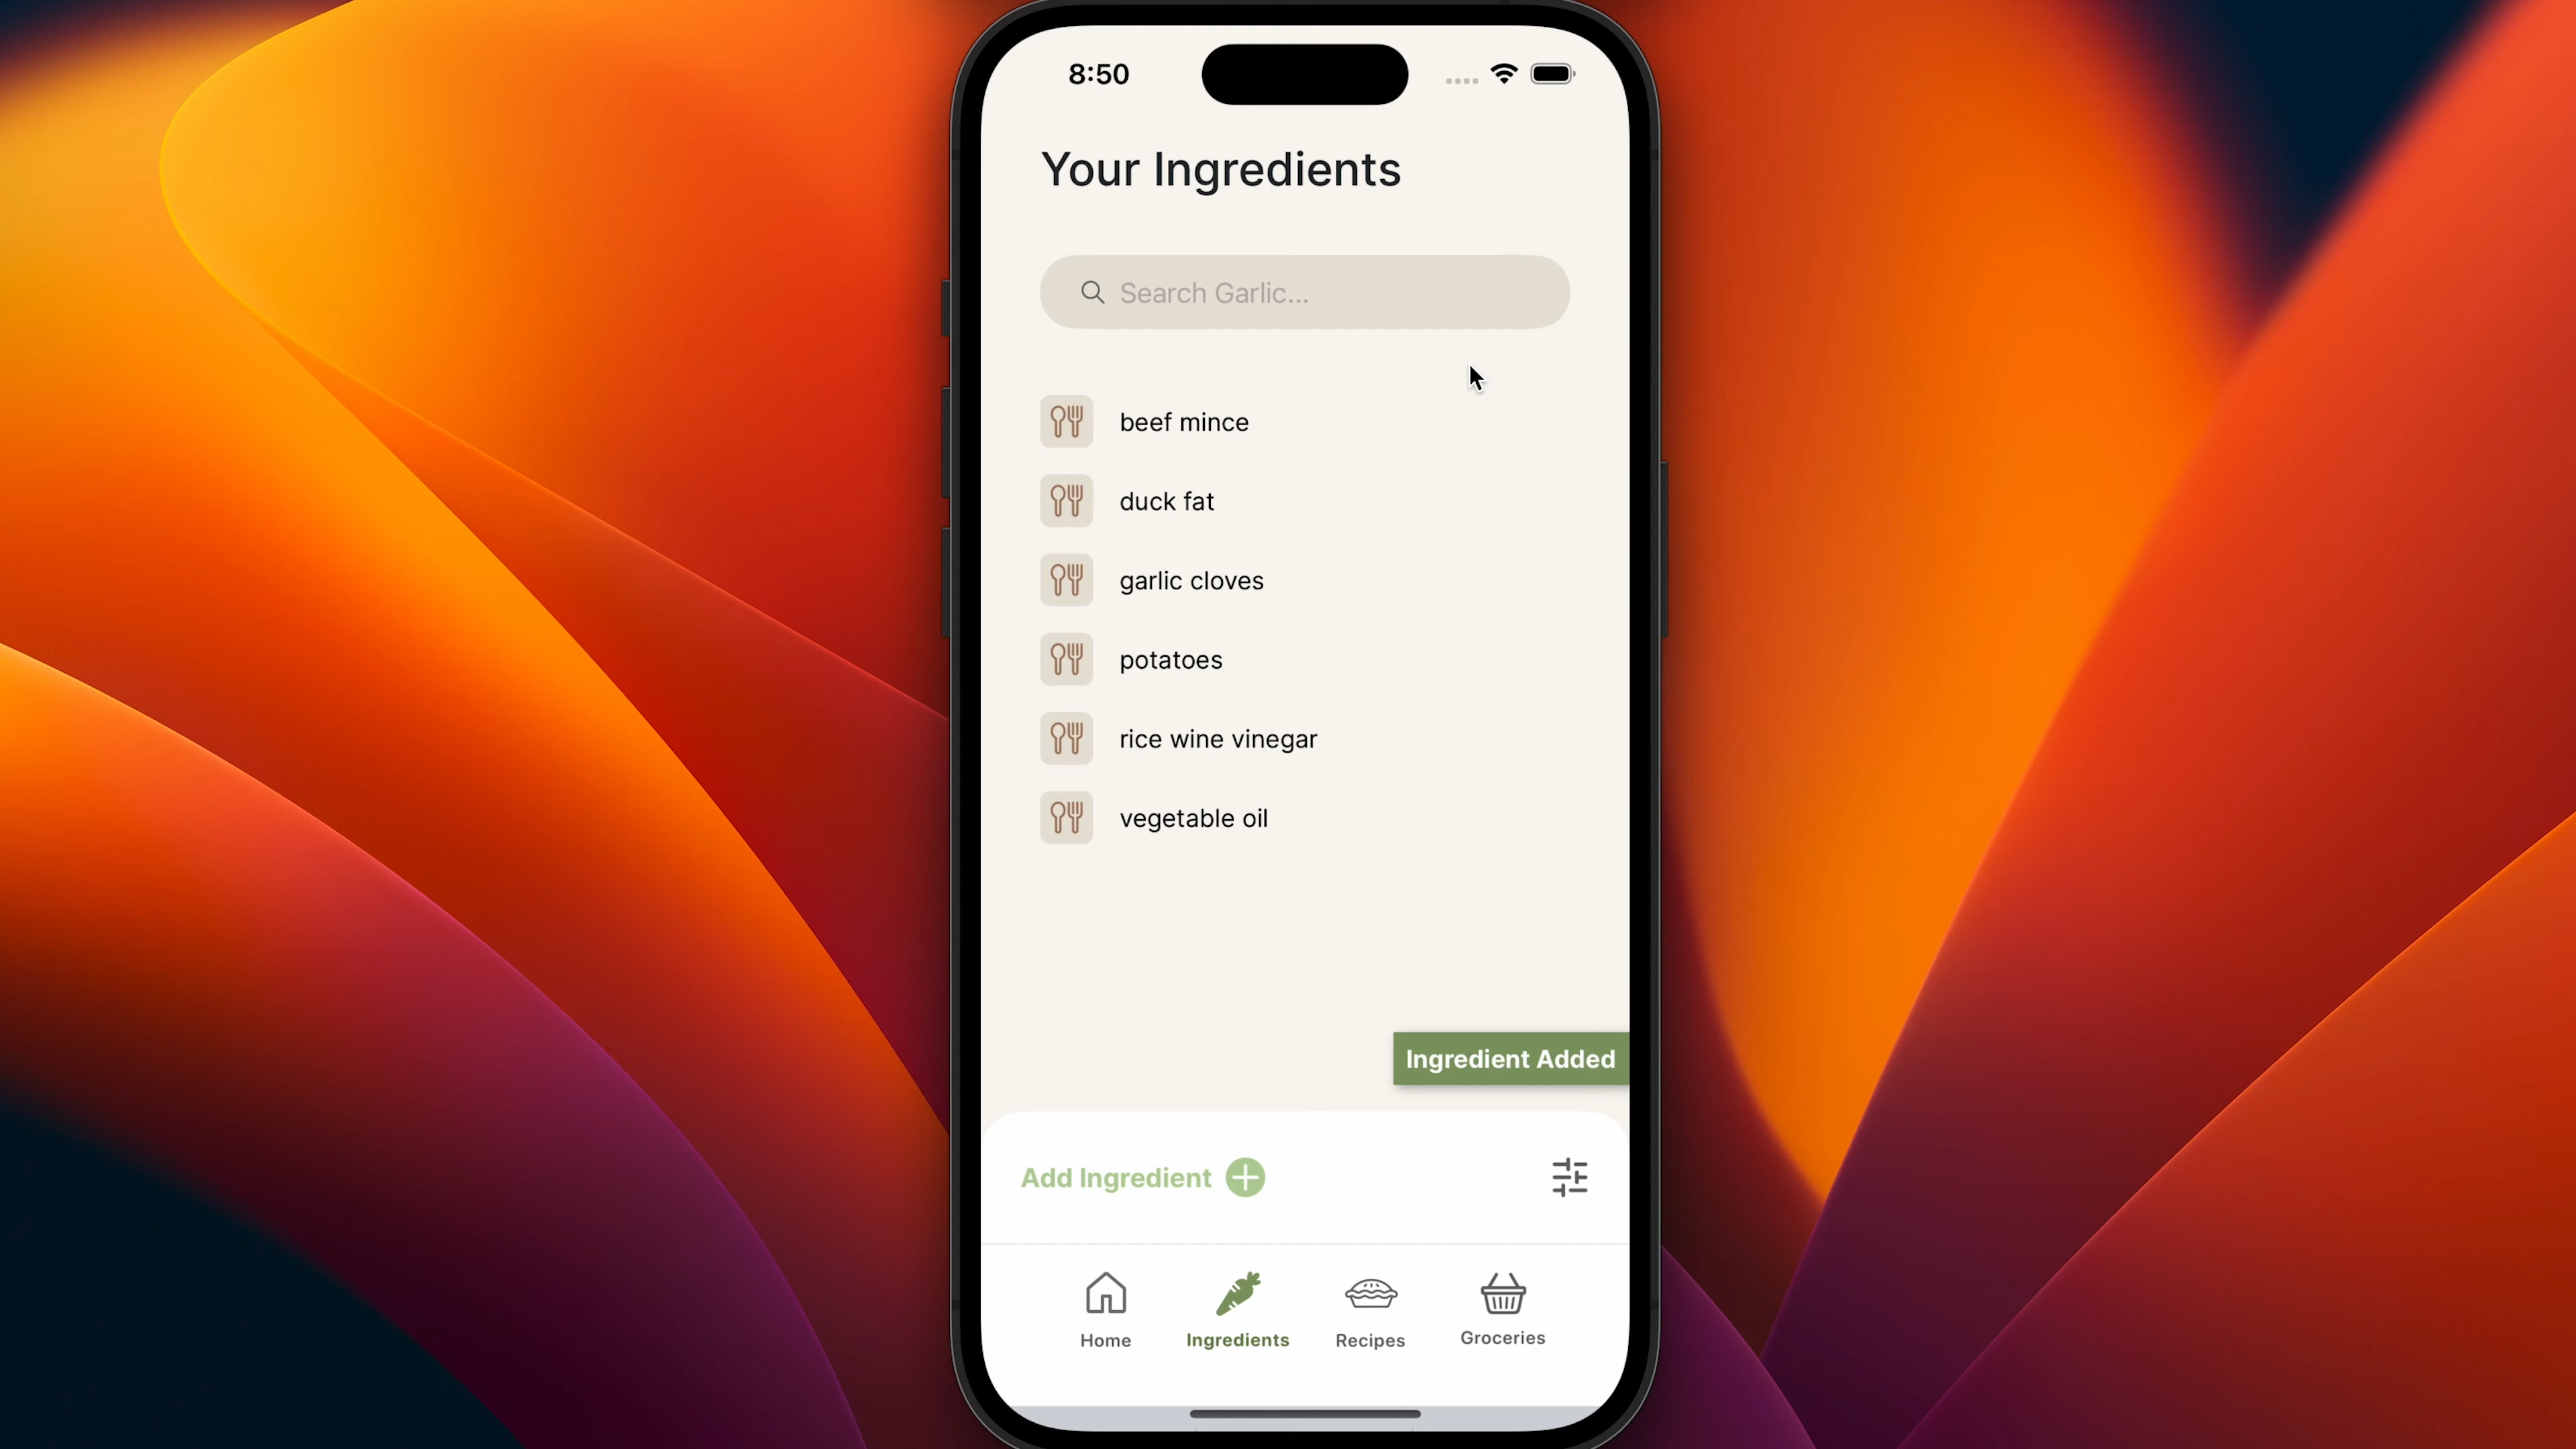 8:50
Your Ingredients
Search Garlic...
beef mince
duck fat
garlic cloves
potatoes
rice wine vinegar
vegetable oil
Ingredient Added
Add Ingredient
Home
Ingredients
Recipes
Groceries